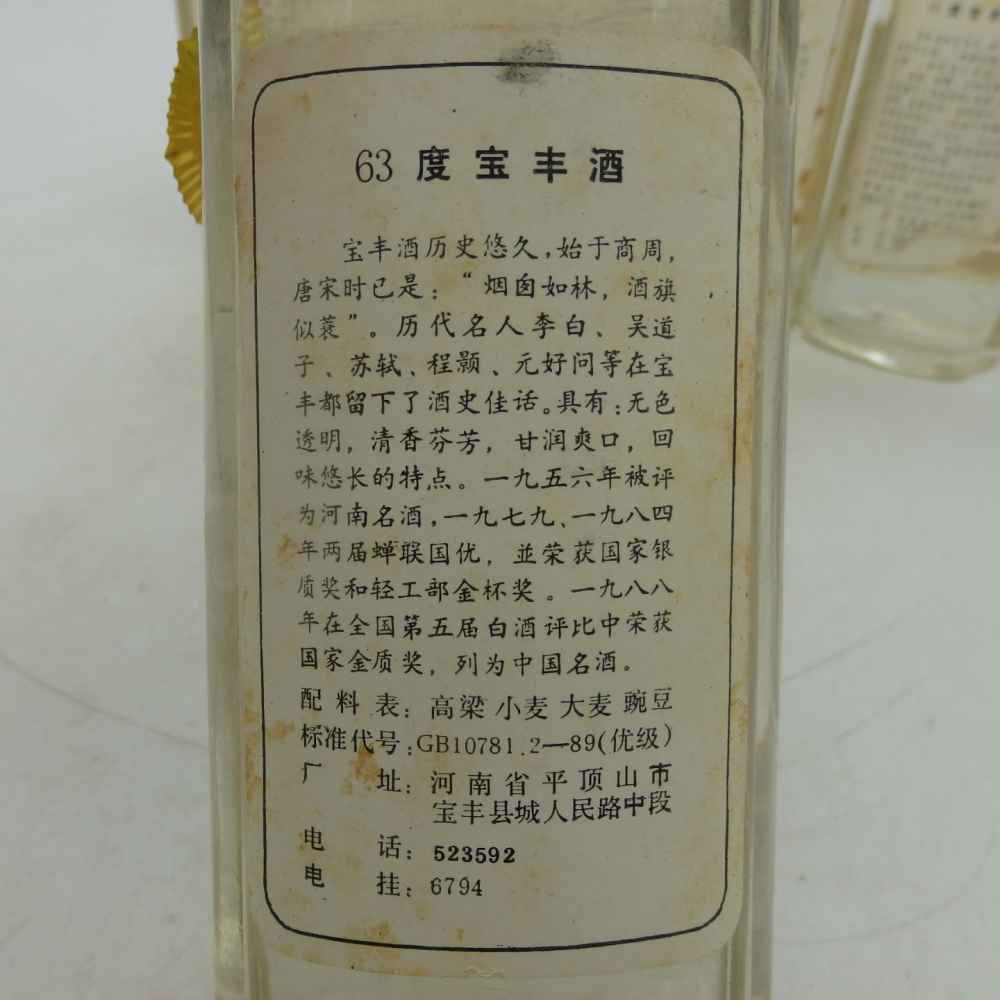 63 度宝丰酒
宝丰酒历史悠久,始于商周,
唐宋时已是:“烟囱如林,酒旗
似蓑”。历代名人李白、吴道
子、苏轼、程颢、元好问等在宝
丰都留下了酒史佳话。具有:无色
透明,清香芬芳,甘润爽口,回
味悠长的特点。一九五六年被评
为河南名酒,一九七九、一九八四
年两届蝉联国优,並荣获国家银
质奖和轻工部金杯奖。一九八八
年在全国第五届白酒评比中荣获
国家金质奖,列为中国名酒。
配料表:高梁 小麦 大麦 豌豆
标准代号:GB10781.2—89(优级)
厂 址:河南省平顶山市
宝丰县城人民路中段
电 话:523592
电 挂:6794